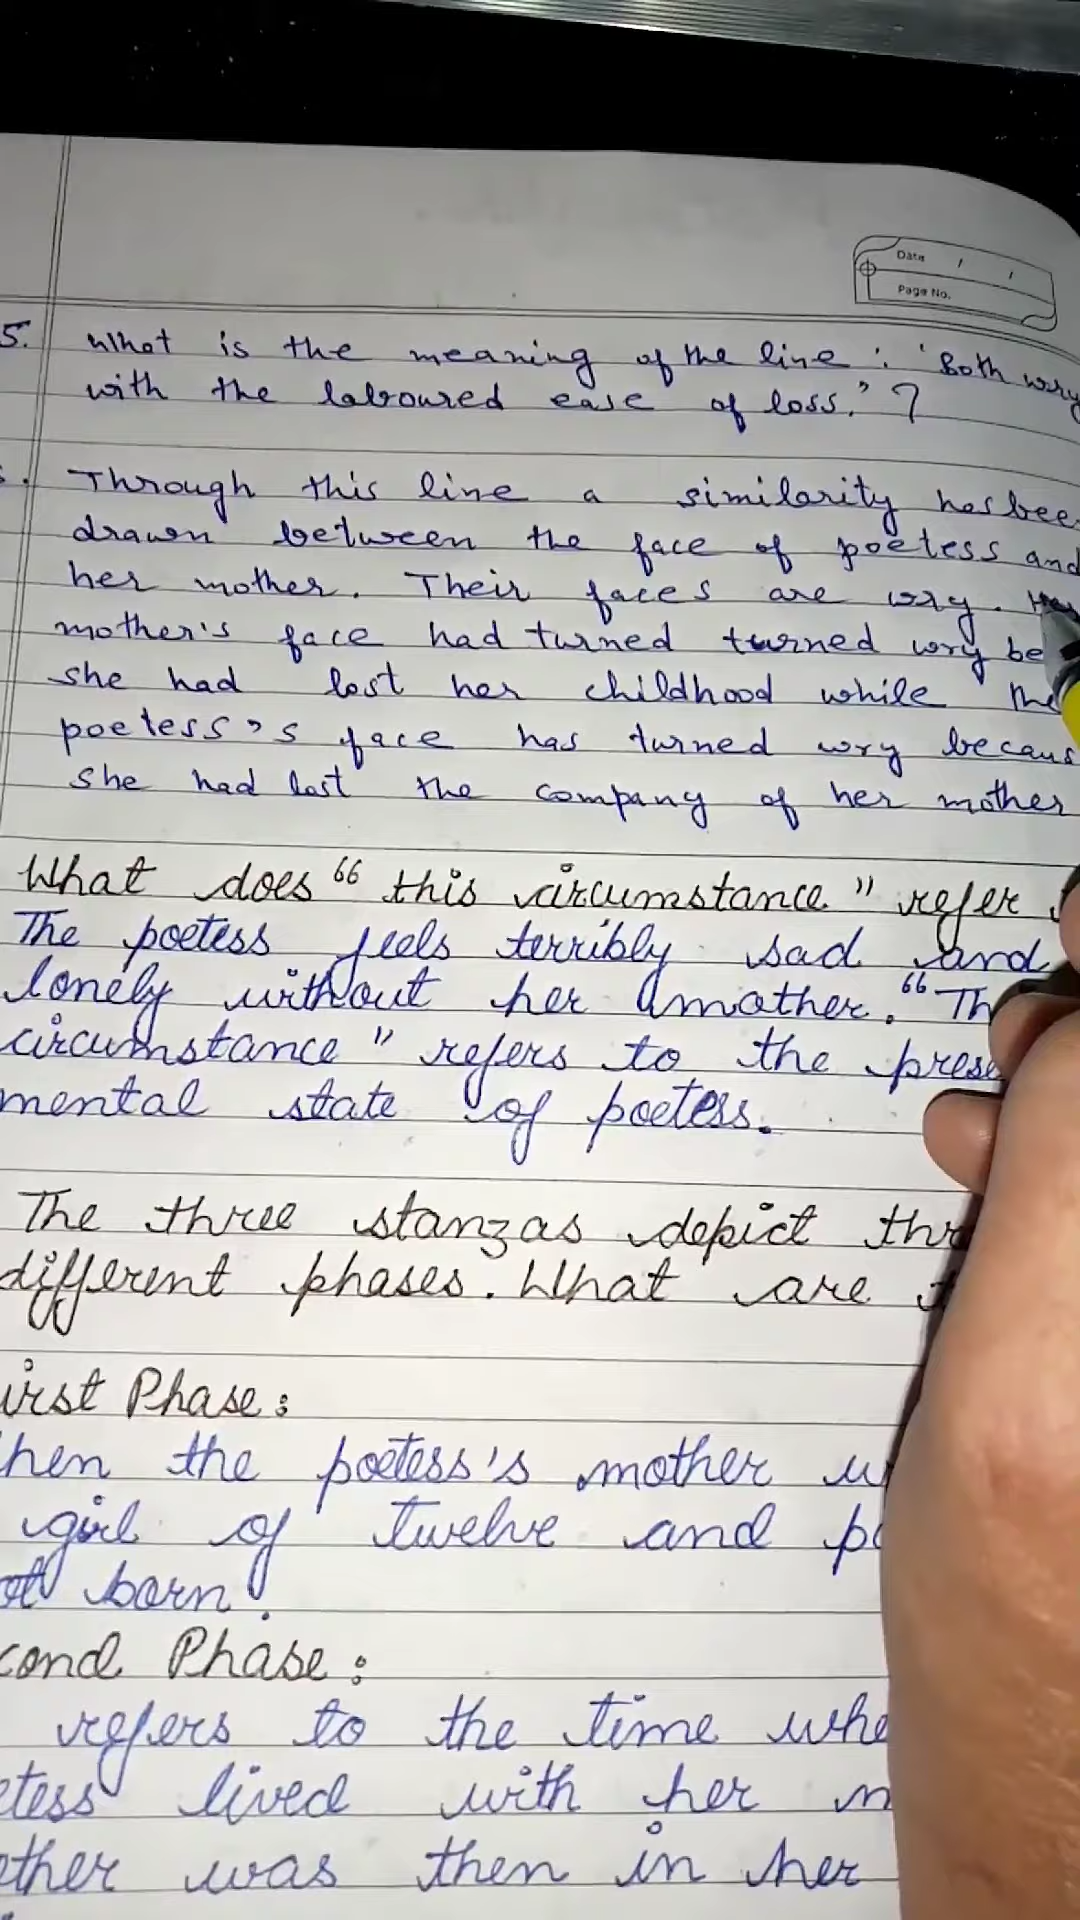 Date / /
Page No.
5. What is the meaning of the line : 'Both wry
with the laboured ease of loss.' ?
Through this line a similarity has bee
drawn between the face of poetess and
her mother. Their faces are wry.
mother's face had turned turned wry be
she had lost her childhood while the
poetess's face has turned wry becaus
she had lost the company of her mother
What does "this circumstance" refer
The poetess feels terribly sad and
lonely without her mother. "Th
circumstance" refers to the prese
mental state of poetess.
The three stanzas depict thr
different phases. What are t
irst Phase:
hen the poetess's mother w
girl of twelve and po
ot born.
cond Phase:
refers to the time whe
etess lived with her m
other was then in her